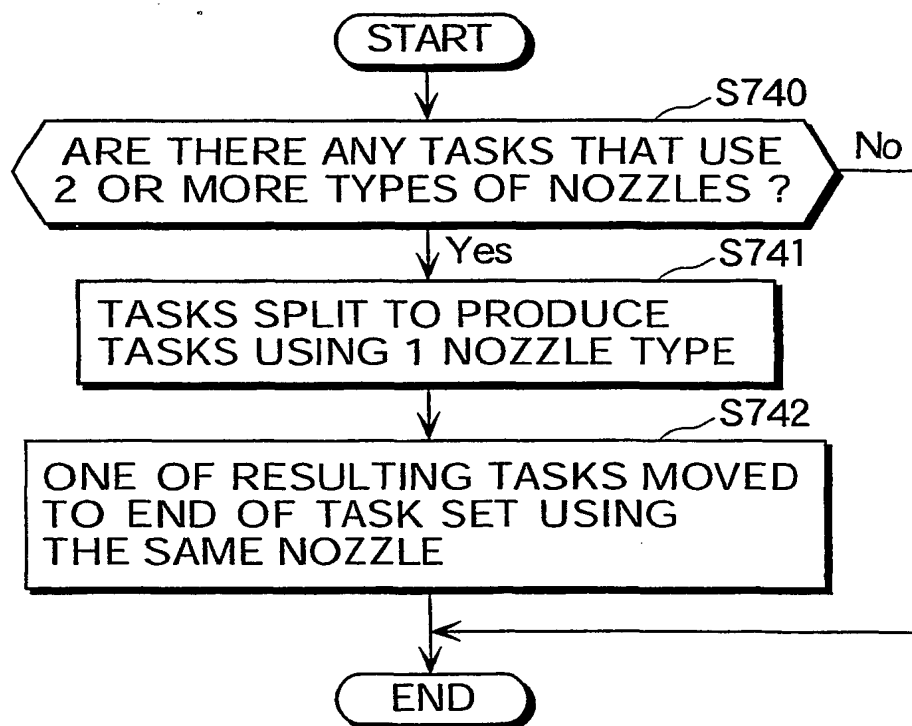 START
S740
ARE THERE ANY TASKS THAT USE
2 OR MORE TYPES OF NOZZLES ?
No
Yes
S741
TASKS SPLIT TO PRODUCE
TASKS USING 1 NOZZLE TYPE
S742
ONE OF RESULTING TASKS MOVED
TO END OF TASK SET USING
THE SAME NOZZLE
END